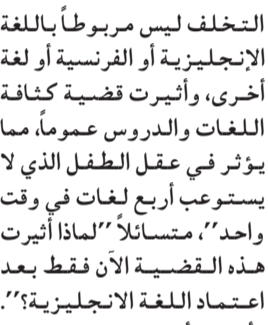 التخلف ليس مربوطاً باللغة
الإنجليزية أو الفرنسية أو لغة
أخرى، وأثيرت قضية كثافة
اللغات والدروس عموماً، مما
يؤثر في عقل الطفل الذي لا
يستوعب أربع لغات في وقت
واحد’’، متسائلاً ’’لماذا أثيرت
هذه القضية الآن فقط بعد
اعتماد اللغة الانجليزية؟’’.